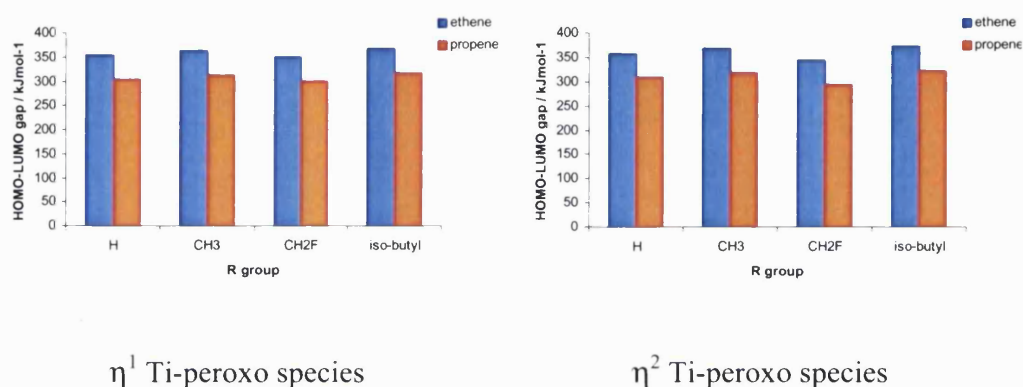 ethene
propene
HOMO-LUMO gap / kJmol-1
400
350
300
250
200
150
100
50
0
H CH3 CH2F iso-butyl
R group
ethene
propene
HOMO-LUMO gap / kJmol-1
400
350
300
250
200
150
100
50
0
H CH3 CH2F iso-butyl
R group
η¹ Ti-peroxo species
η² Ti-peroxo species